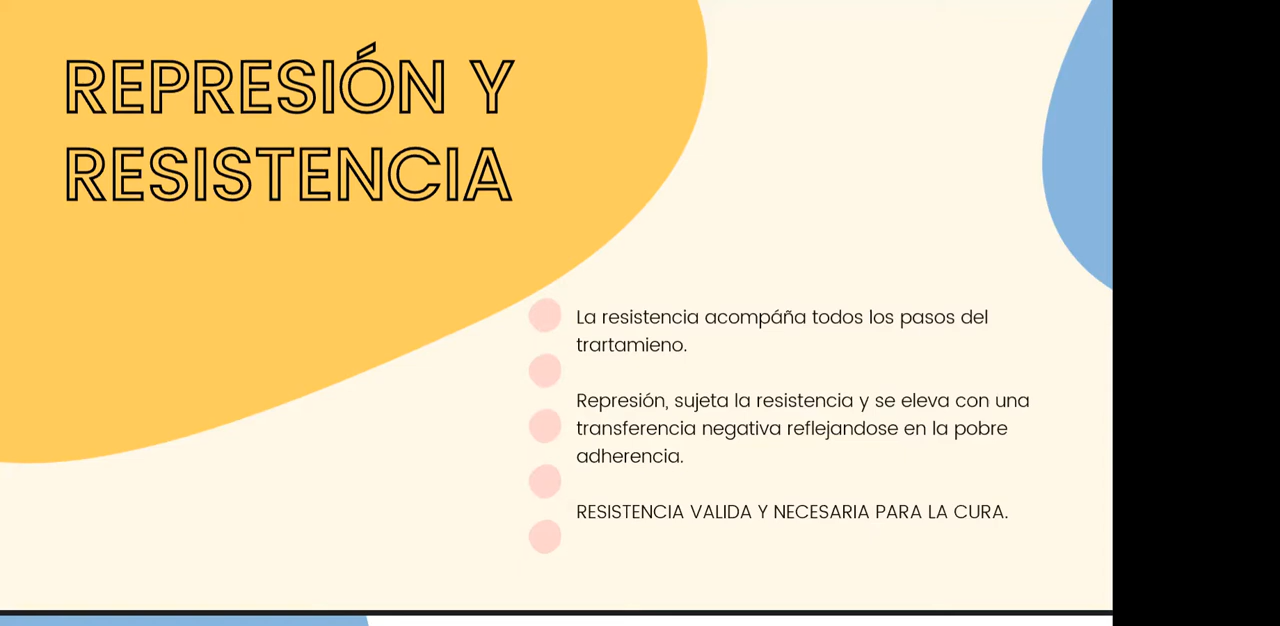 REPRESIÓN Y
RESISTENCIA
La resistencia acompáña todos los pasos del
trartamieno.
Represión, sujeta la resistencia y se eleva con una
transferencia negativa reflejandose en la pobre
adherencia.
RESISTENCIA VALIDA Y NECESARIA PARA LA CURA.